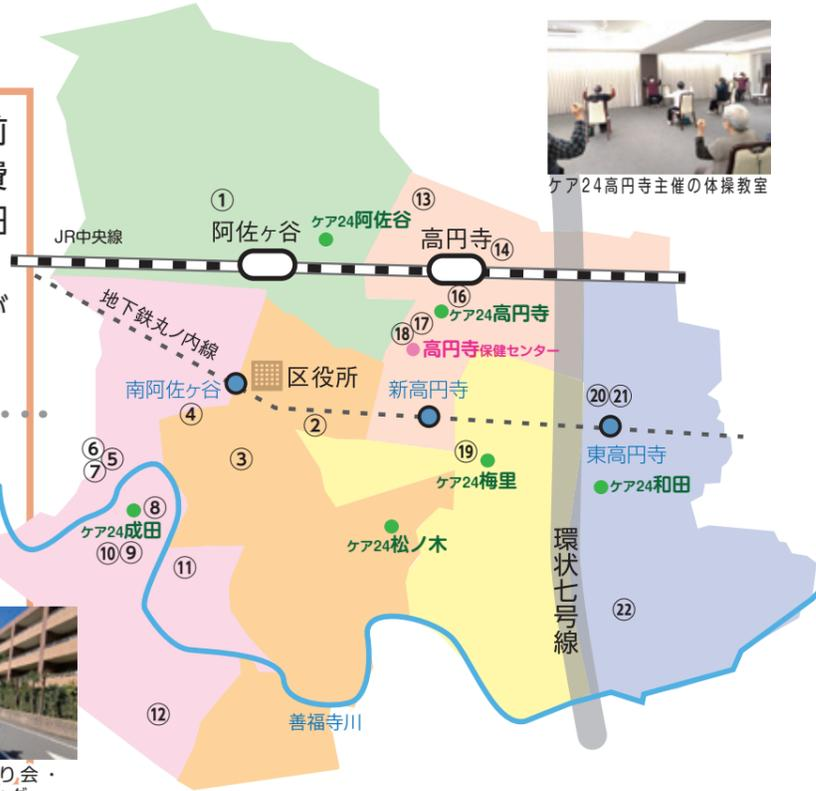 前
費
ケア24高円寺主催の体操教室
①
⑬
阿佐ヶ谷
ケア24阿佐谷
JR中央線
高円寺
⑭
が
⑯
ケア24高円寺
地下鉄丸ノ内線
⑱⑰
高円寺保健センター
南阿佐ヶ谷
区役所
新高円寺
④
②
⑳㉑
⑥
⑦⑤
③
⑲
東高円寺
ケア24梅里
ケア24和田
⑧
ケア24成田
ケア24松ノ木
環状七号線
⑩⑨
⑪
㉒
⑫
善福寺川
り会・